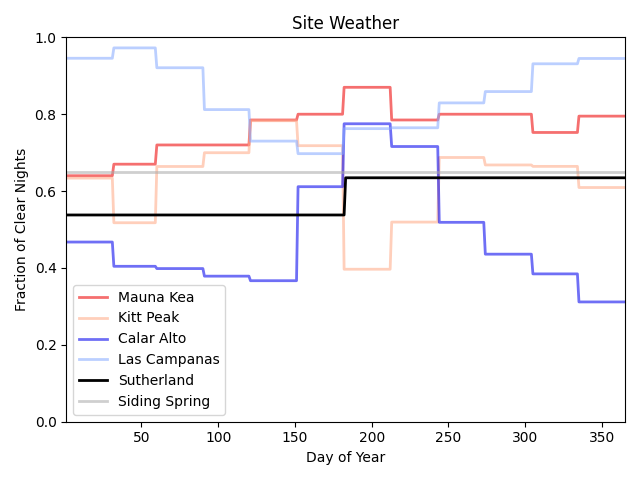 Site Weather
1.0
0.8
0.6
0.4
0.2
0.0
Fraction of Clear Nights
Mauna Kea
Kitt Peak
Calar Alto
Las Campanas
Sutherland
Siding Spring
50 100 150 200 250 300 350
Day of Year